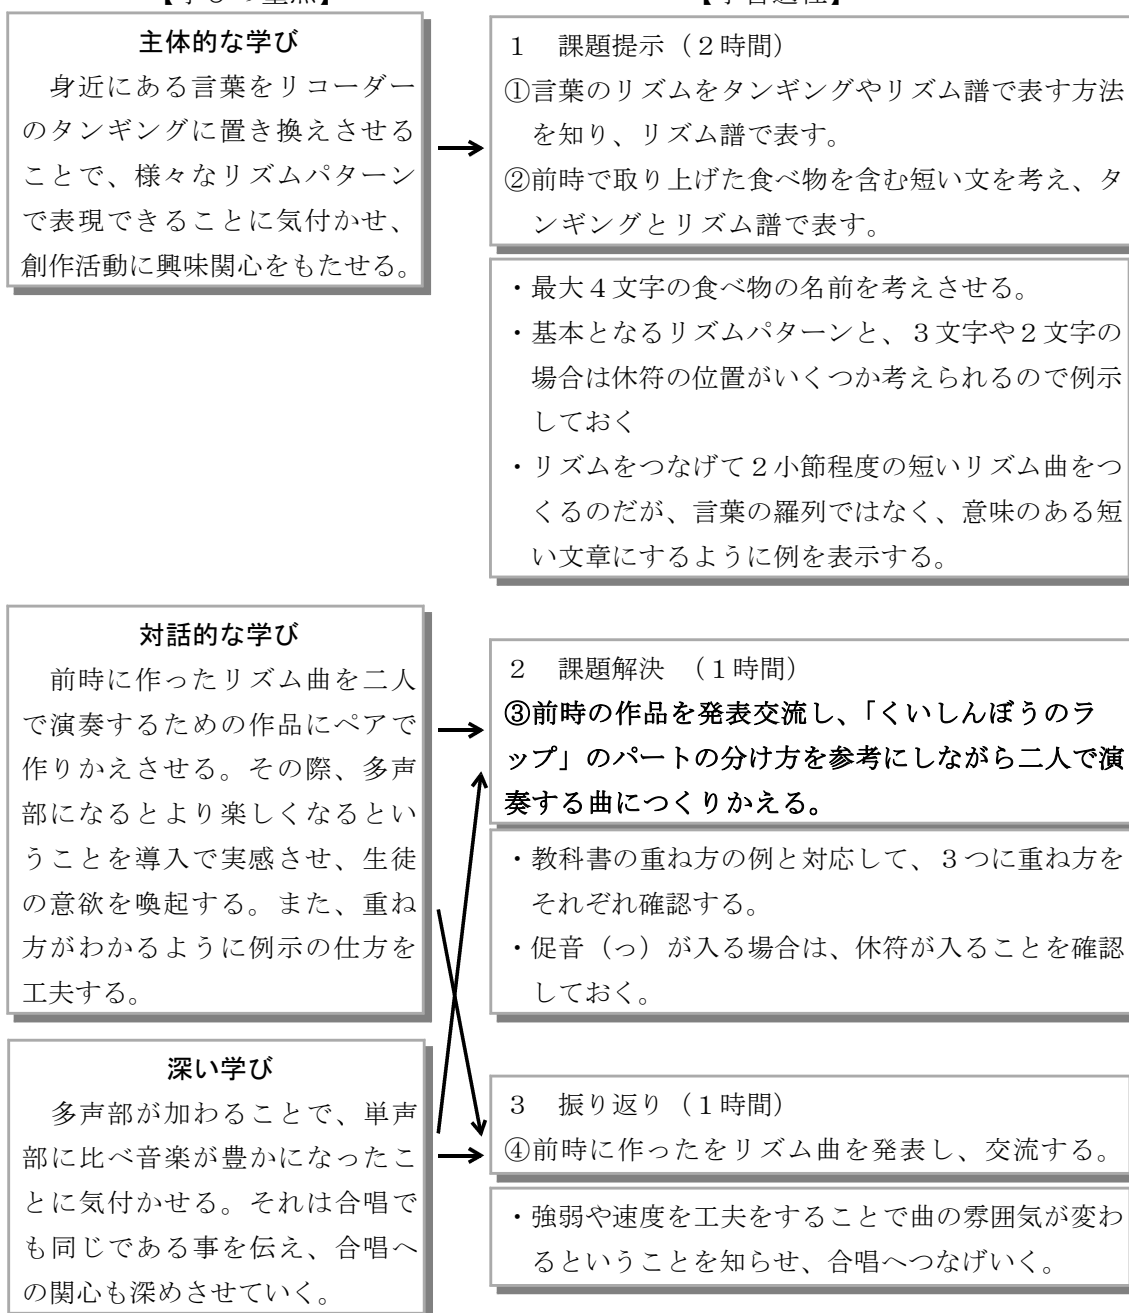 主体的な学び
身近にある言葉をリコーダー
のタンギングに置き換えさせる
ことで、様々なリズムパターン
で表現できることに気付かせ、
創作活動に興味関心をもたせる。
1 課題提示(2時間)
①言葉のリズムをタンギングやリズム譜で表す方法
を知り、リズム譜で表す。
②前時で取り上げた食べ物を含む短い文を考え、タ
ンギングとリズム譜で表す。
・最大4文字の食べ物の名前を考えさせる。
・基本となるリズムパターンと、3文字や2文字の
場合は休符の位置がいくつか考えられるので例示
しておく
・リズムをつなげて2小節程度の短いリズム曲をつ
くるのだが、言葉の羅列ではなく、意味のある短
い文章にするように例を表示する。
対話的な学び
前時に作ったリズム曲を二人
で演奏するための作品にペアで
作りかえさせる。その際、多声
部になるとより楽しくなるとい
うことを導入で実感させ、生徒
の意欲を喚起する。また、重ね
方がわかるように例示の仕方を
工夫する。
2 課題解決 (1時間)
③前時の作品を発表交流し、「くいしんぼうのラ
ップ」のパートの分け方を参考にしながら二人で演
奏する曲につくりかえる。
・教科書の重ね方の例と対応して、3つに重ね方を
それぞれ確認する。
・促音(っ)が入る場合は、休符が入ることを確認
しておく。
深い学び
多声部が加わることで、単声
部に比べ音楽が豊かになったこ
とに気付かせる。それは合唱で
も同じである事を伝え、合唱へ
の関心も深めさせていく。
3 振り返り(1時間)
④前時に作ったをリズム曲を発表し、交流する。
・強弱や速度を工夫をすることで曲の雰囲気が変わ
るということを知らせ、合唱へつなげいく。